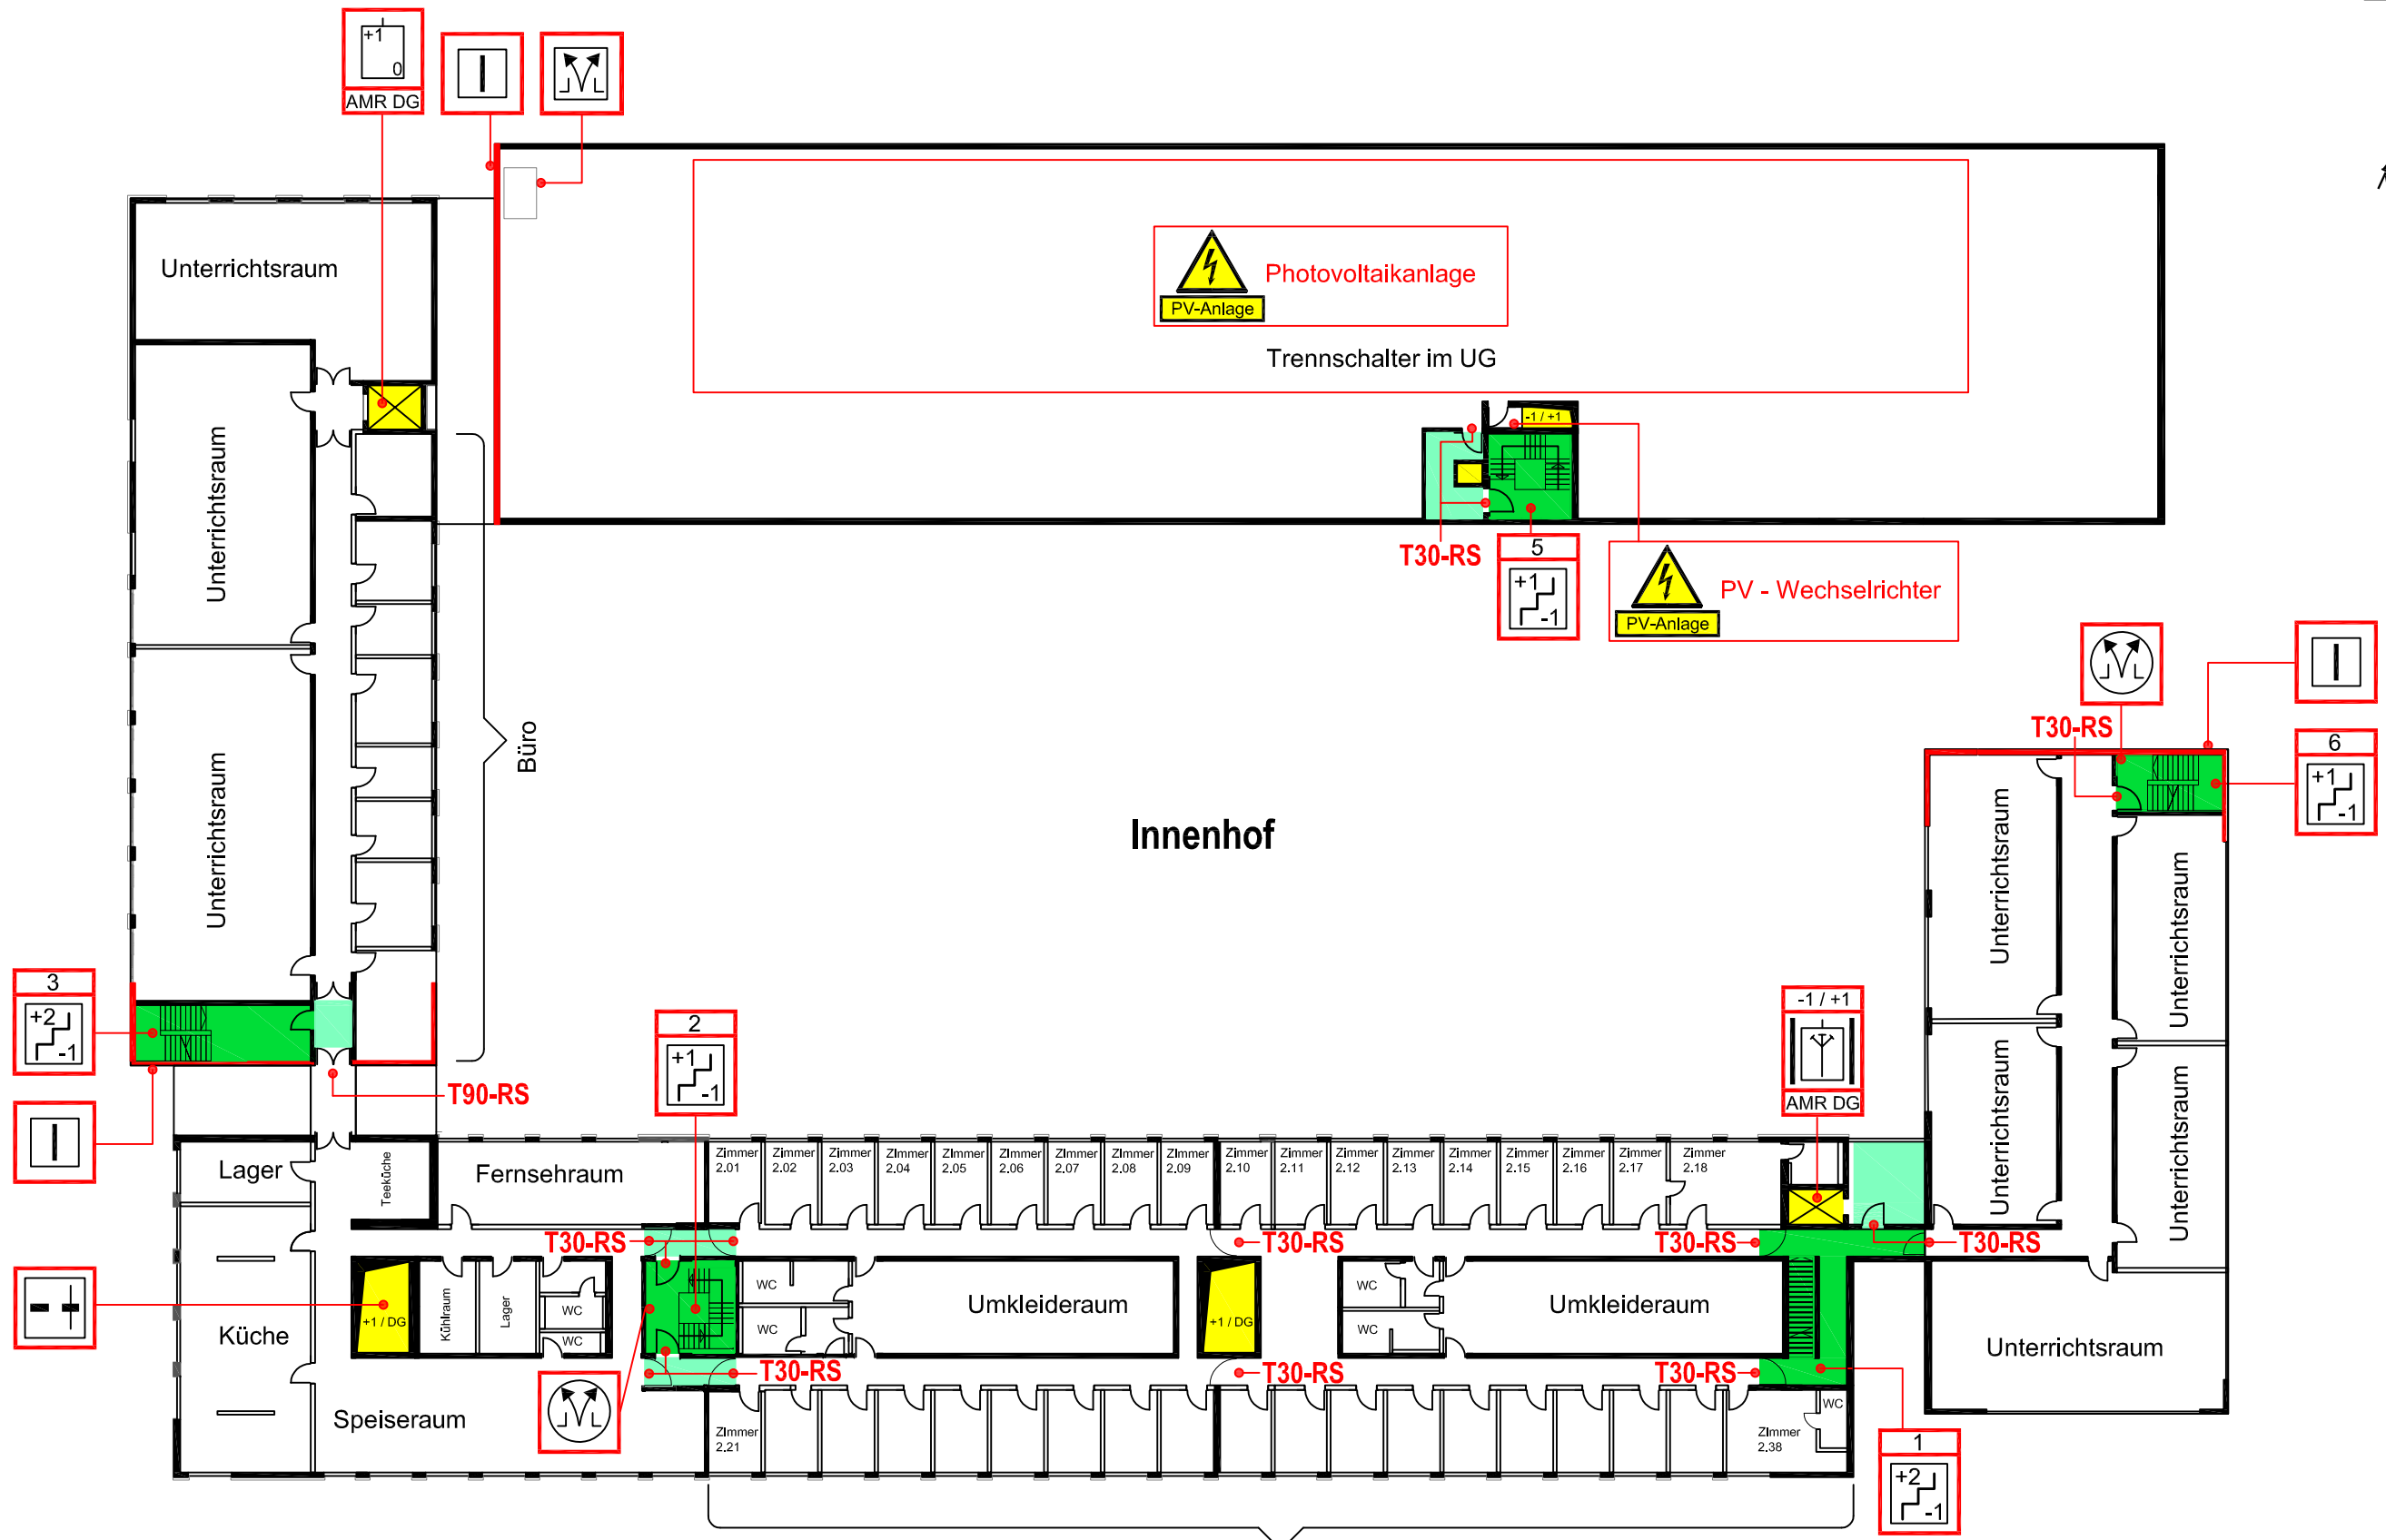 +1
0
AMR DG
Unterrichtsraum
Photovoltaikanlage
PV-Anlage
Trennschalter im UG
-1 / +1
T30-RS
5
+1
-1
PV - Wechselrichter
PV-Anlage
Unterrichtsraum
Unterrichtsraum
Büro
Innenhof
T30-RS
6
+1
-1
Unterrichtsraum
Unterrichtsraum
Unterrichtsraum
Unterrichtsraum
Unterrichtsraum
3
+2
-1
T90-RS
2
+1
-1
-1 / +1
AMR DG
Lager
Teeküche
Fernsehraum
Zimmer
2.01
Zimmer
2.02
Zimmer
2.03
Zimmer
2.04
Zimmer
2.05
Zimmer
2.06
Zimmer
2.07
Zimmer
2.08
Zimmer
2.09
Zimmer
2.10
Zimmer
2.11
Zimmer
2.12
Zimmer
2.13
Zimmer
2.14
Zimmer
2.15
Zimmer
2.16
Zimmer
2.17
Zimmer
2.18
T30-RS
T30-RS
T30-RS
T30-RS
Küche
+1 / DG
Kühlraum
Lager
WC
WC
WC
WC
Umkleideraum
+1 / DG
WC
WC
Umkleideraum
T30-RS
T30-RS
T30-RS
Speiseraum
Zimmer
2.21
Zimmer
2.38
WC
1
+2
-1